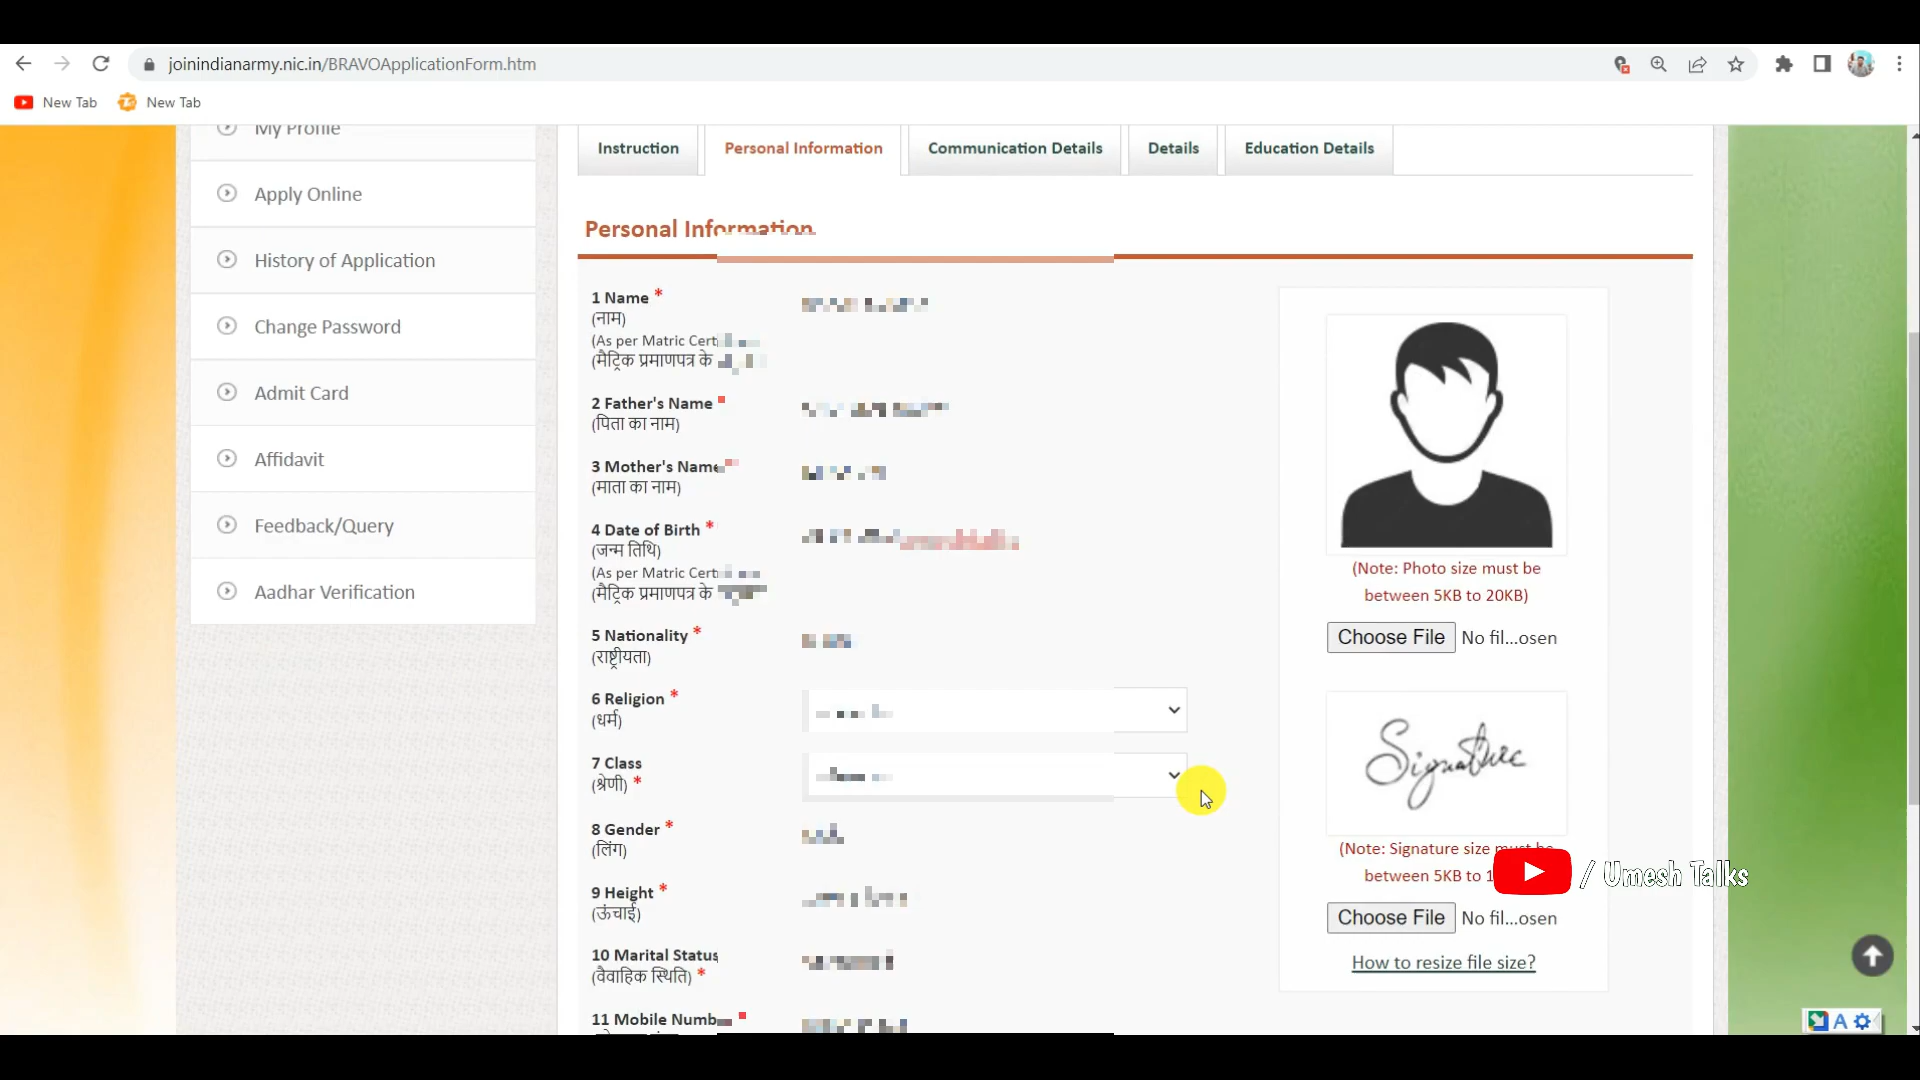 joinindianarmy.nic.in/BRAVOApplicationForm.htm
New Tab
New Tab
My Profile
Apply Online
History of Application
Change Password
Admit Card
Affidavit
Feedback/Query
Aadhar Verification
Instruction
Personal Information
Communication Details
Details
Education Details
Personal Information
1 Name *
(नाम)
(As per Matric Cert
(मैट्रिक प्रमाणपत्र के
2 Father's Name
(पिता का नाम)
3 Mother's Name
(माता का नाम)
4 Date of Birth *
(जन्म तिथि)
(As per Matric Cert
(मैट्रिक प्रमाणपत्र के
5 Nationality *
(राष्ट्रीयता)
6 Religion *
(धर्म)
7 Class
(श्रेणी) *
8 Gender *
(लिंग)
9 Height *
(ऊंचाई)
10 Marital Status
(वैवाहिक स्थिति) *
11 Mobile Numb
(Note: Photo size must be
between 5KB to 20KB)
Choose File No fil...osen
Signature
(Note: Signature size must be
between 5KB to 1
/ Umesh Talks
Choose File No fil...osen
How to resize file size?
A